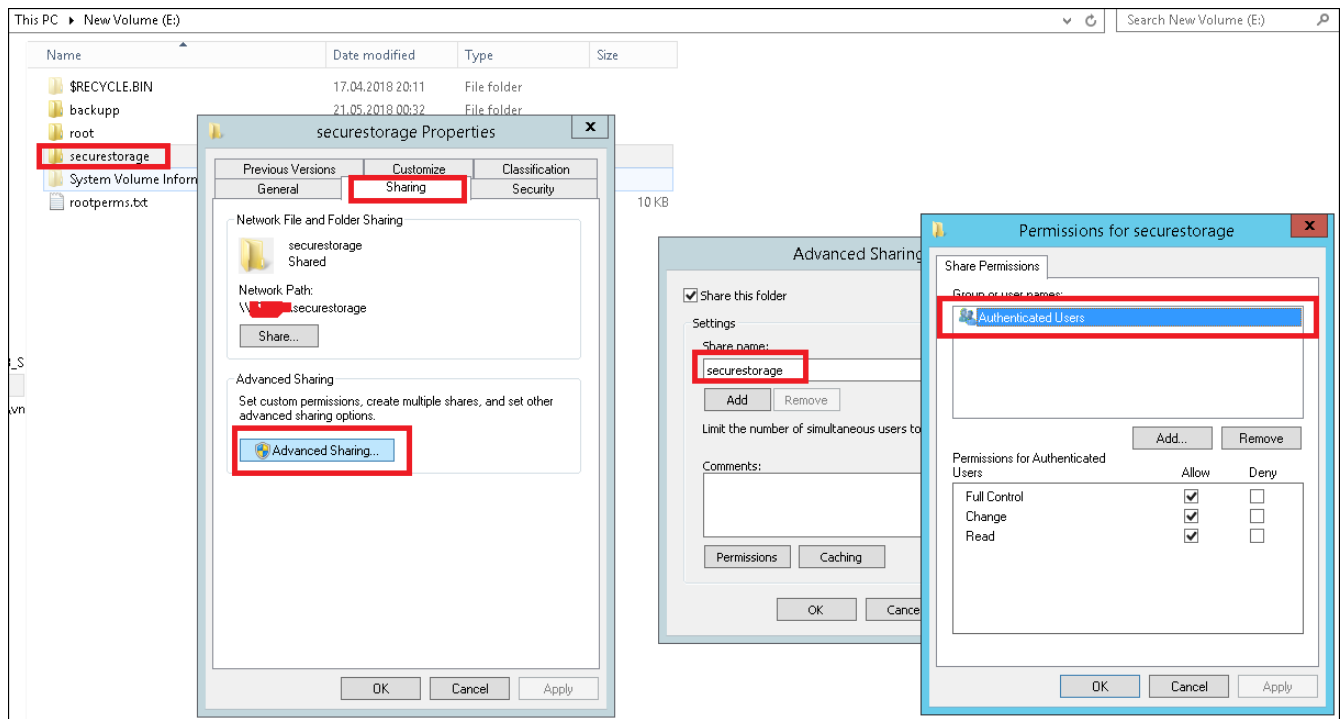 This PC ▸ New Volume (E:)
Search New Volume (E:)
Name Date modified Type Size
$RECYCLE.BIN 17.04.2018 20:11 File folder
backupp 21.05.2018 00:32 File folder
root
securestorage
System Volume Inform
rootperms.txt 10 KB
_S
vn
securestorage Properties
x
Previous Versions Customize Classification
General Sharing Security
Network File and Folder Sharing
securestorage
Shared
Network Path:
\\ securestorage
Share...
Advanced Sharing
Set custom permissions, create multiple shares, and set other
advanced sharing options.
Advanced Sharing...
OK Cancel Apply
Advanced Sharing
Share this folder
Settings
Share name:
securestorage
Add Remove
Limit the number of simultaneous users to
Comments:
Permissions Caching
OK Cance
Permissions for securestorage
x
Share Permissions
Group or user names:
Authenticated Users
Add... Remove
Permissions for Authenticated
Users Allow Deny
Full Control
Change
Read
OK Cancel Apply